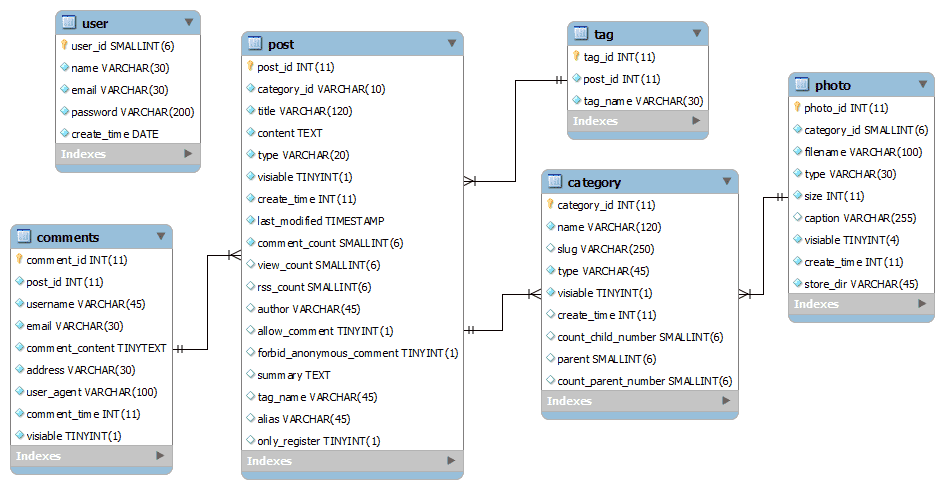 user
user_id SMALLINT(6)
name VARCHAR(30)
email VARCHAR(30)
password VARCHAR(200)
create_time DATE
Indexes
comments
comment_id INT(11)
post_id INT(11)
username VARCHAR(45)
email VARCHAR(30)
comment_content TINYTEXT
address VARCHAR(30)
user_agent VARCHAR(100)
comment_time INT(11)
visiable TINYINT(1)
Indexes
post
post_id INT(11)
category_id VARCHAR(10)
title VARCHAR(120)
content TEXT
type VARCHAR(20)
visiable TINYINT(1)
create_time INT(11)
last_modified TIMESTAMP
comment_count SMALLINT(6)
view_count SMALLINT(6)
rss_count SMALLINT(6)
author VARCHAR(45)
allow_comment TINYINT(1)
forbid_anonymous_comment TINYINT(1)
summary TEXT
tag_name VARCHAR(45)
alias VARCHAR(45)
only_register TINYINT(1)
Indexes
tag
tag_id INT(11)
post_id INT(11)
tag_name VARCHAR(30)
Indexes
category
category_id INT(11)
name VARCHAR(120)
slug VARCHAR(250)
type VARCHAR(45)
visiable TINYINT(1)
create_time INT(11)
count_child_number SMALLINT(6)
parent SMALLINT(6)
count_parent_number SMALLINT(6)
Indexes
photo
photo_id INT(11)
category_id SMALLINT(6)
filename VARCHAR(100)
type VARCHAR(30)
size INT(11)
caption VARCHAR(255)
visiable TINYINT(4)
create_time INT(11)
store_dir VARCHAR(45)
Indexes